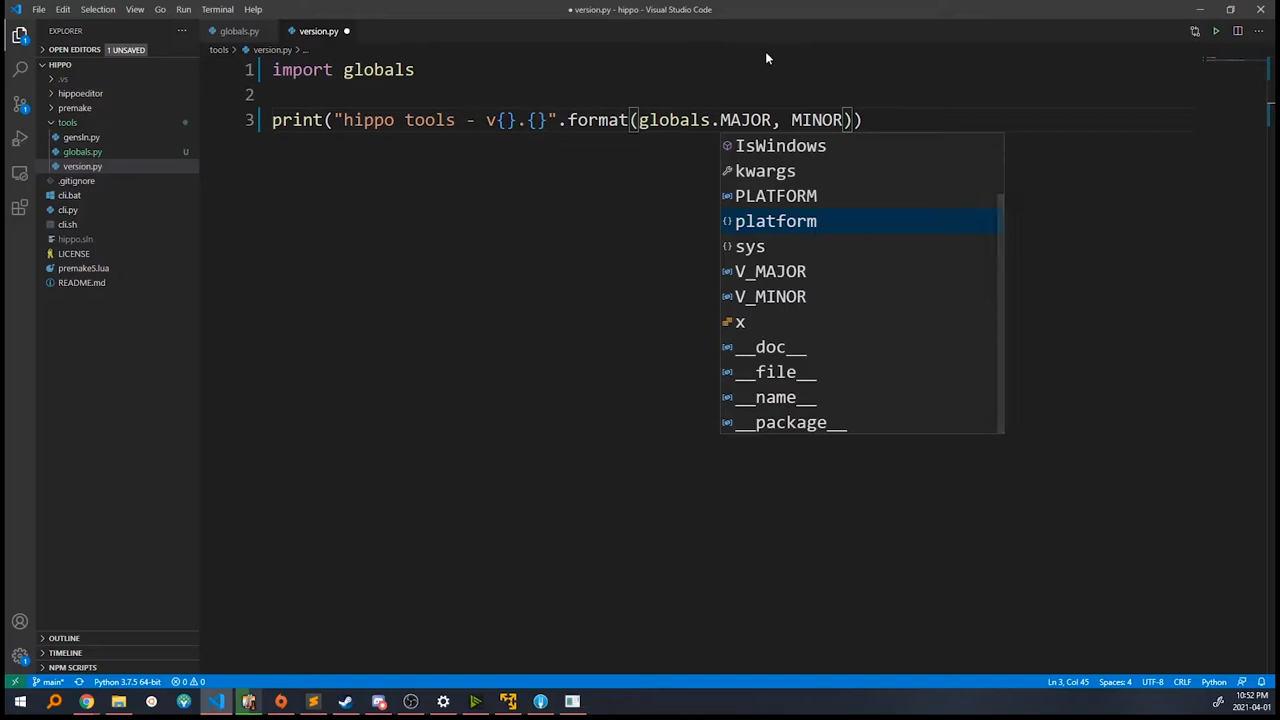 File Edit Selection View Go Run Terminal Help
● version.py - hippo - Visual Studio Code
EXPLORER ...
globals.py version.py ●
OPEN EDITORS 1 UNSAVED
tools > version.py > ...
HIPPO
.vs
hippoeditor
premake
tools
gensln.py
globals.py U
version.py
.gitignore
cli.bat
cli.py
cli.sh
hippo.sln
LICENSE
premake5.lua
README.md
OUTLINE
TIMELINE
NPM SCRIPTS
1 import globals
2
3 print("hippo tools - v{}.{}".format(globals.MAJOR, MINOR))
IsWindows
kwargs
PLATFORM
{} platform
{} sys
V_MAJOR
V_MINOR
x
__doc__
__file__
__name__
__package__
main* Python 3.7.5 64-bit 0 0 Ln 3, Col 45 Spaces: 4 UTF-8 CRLF Python
10:52 PM
2021-04-01